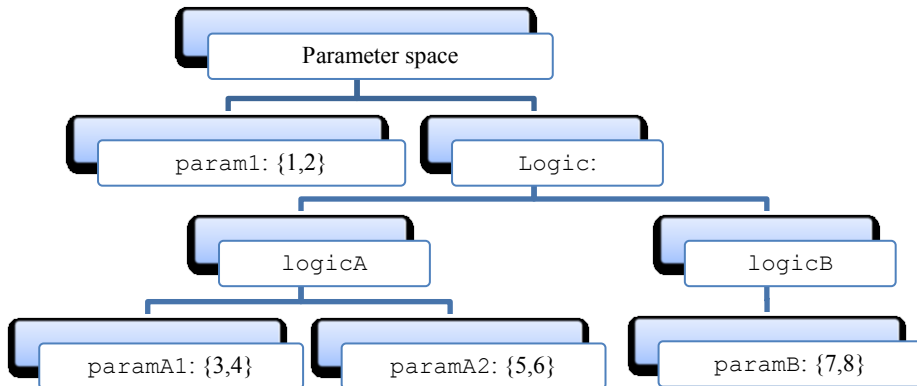 Parameter space
param1: {1,2}
Logic:
logicA
logicB
paramA1: {3,4}
paramA2: {5,6}
paramB: {7,8}